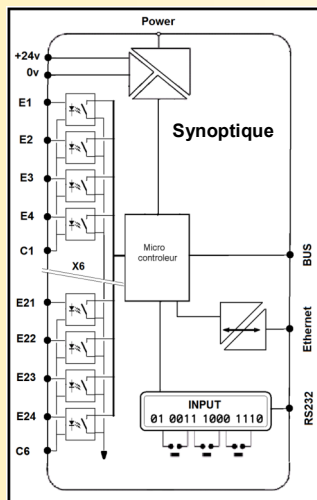 Power
+24v
0v
Synoptique
E1
E2
E3
E4
C1
X6
Micro
controleur
BUS
Ethernet
E21
E22
E23
E24
C6
INPUT
01 0011 1000 1110
RS232